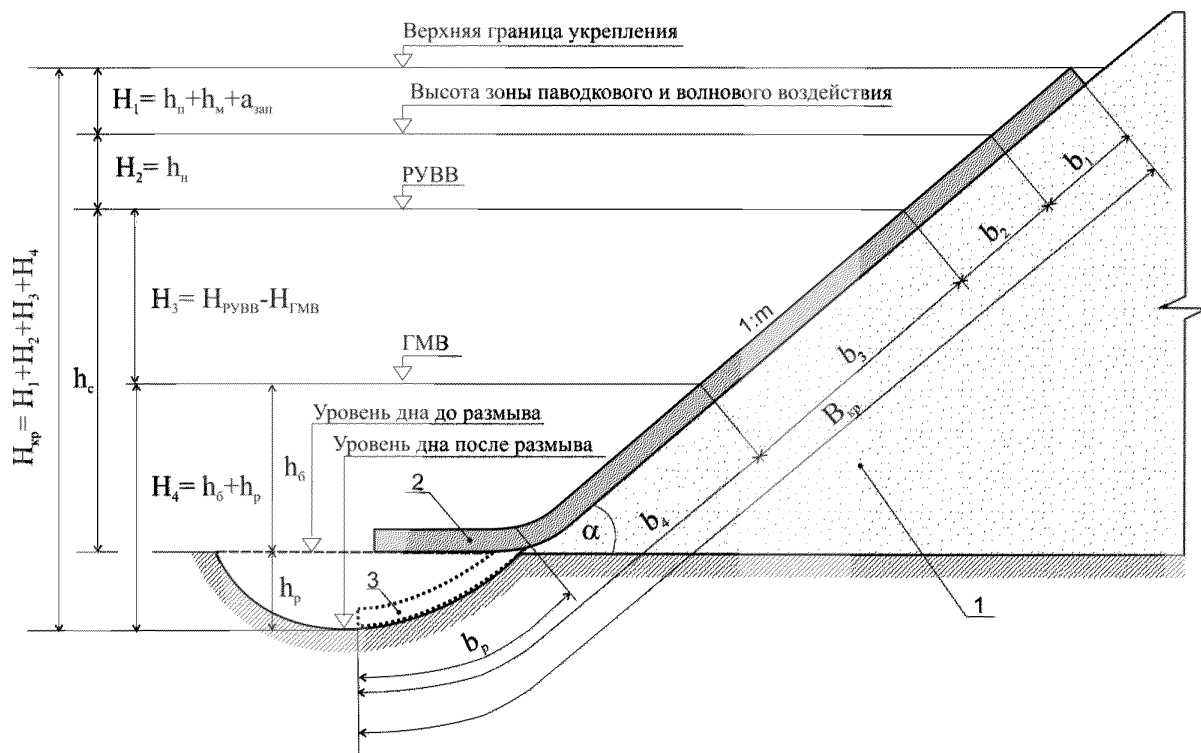 Верхняя граница укрепления
H₁= hп+hм+aзап
Высота зоны паводкового и волнового воздействия
H₂= hн
РУВВ
H₃= HРУВВ-HГМВ
ГМВ
hс
Hкр= H₁+H₂+H₃+H₄
Уровень дна до размыва
Уровень дна после размыва
H₄= hб+hр
hб
hр
1:m
b₁
b₂
b₃
Bкр
b₄
α
2
3
1
bр